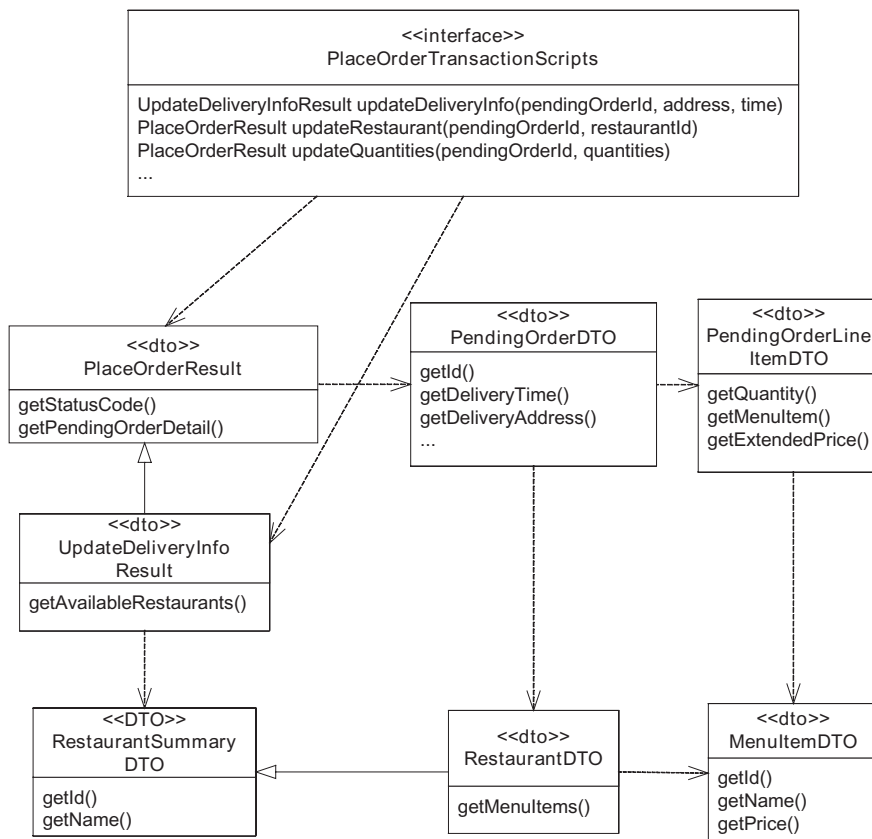 <<interface>>
PlaceOrderTransactionScripts
UpdateDeliveryInfoResult updateDeliveryInfo(pendingOrderId, address, time)
PlaceOrderResult updateRestaurant(pendingOrderId, restaurantId)
PlaceOrderResult updateQuantities(pendingOrderId, quantities)
...
<<dto>>
PlaceOrderResult
getStatusCode()
getPendingOrderDetail()
<<dto>>
PendingOrderDTO
getId()
getDeliveryTime()
getDeliveryAddress()
...
<<dto>>
PendingOrderLine
ItemDTO
getQuantity()
getMenuItem()
getExtendedPrice()
<<dto>>
UpdateDeliveryInfo
Result
getAvailableRestaurants()
<<DTO>>
RestaurantSummary
DTO
getId()
getName()
<<dto>>
RestaurantDTO
getMenuItems()
<<dto>>
MenuItemDTO
getId()
getName()
getPrice()